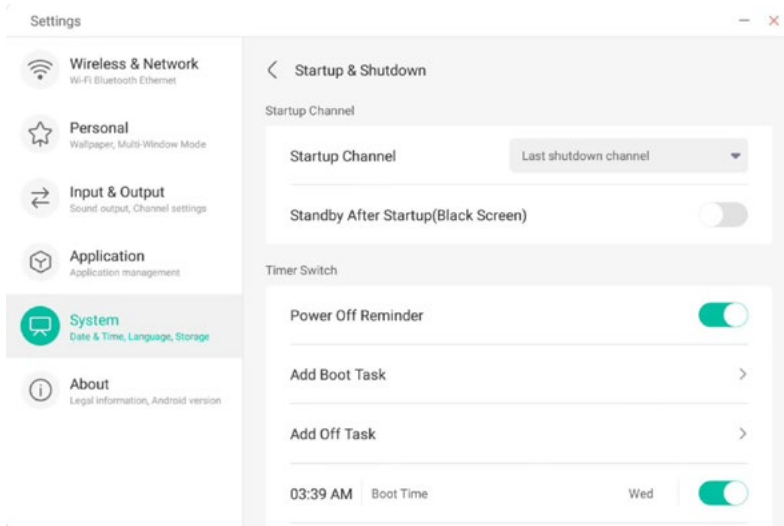 Settings
Wireless & Network
Wi-Fi Bluetooth Ethernet
Personal
Wallpaper, Multi-Window Mode
Input & Output
Sound output, Channel settings
Application
Application management
System
Date & Time, Language, Storage
About
Legal information, Android version
Startup & Shutdown
Startup Channel
Startup Channel Last shutdown channel
Standby After Startup(Black Screen)
Timer Switch
Power Off Reminder
Add Boot Task
Add Off Task
03:39 AM Boot Time Wed